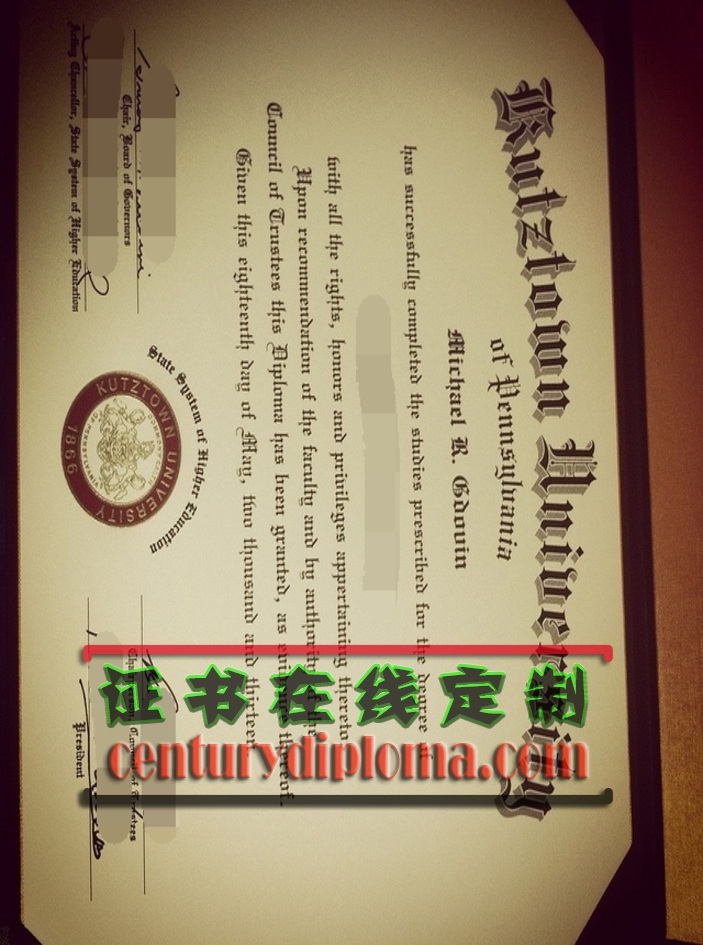 Kutztown University
of Pennsylvania
Michael R. Gdovin
has successfully completed the studies prescribed for the degree of
with all the rights, honors and privileges appertaining thereto
Upon recommendation of the faculty and by authority of the
Council of Trustees this Diploma has been granted, as evidence thereof.
Given this eighteenth day of May, two thousand and thirteen
State System of Higher Education
KUTZTOWN UNIVERSITY
1866
Chair, Board of Governors
Acting Chancellor, State System of Higher Education
Council of Trustees
President
证书在线定制
centurydiploma.com